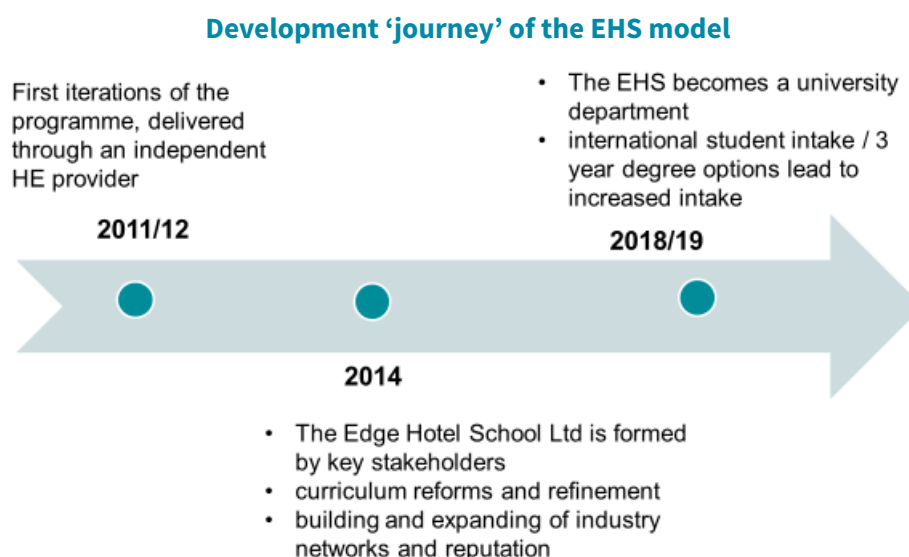 Development ‘journey’ of the EHS model
First iterations of the
programme, delivered
through an independent
HE provider
2011/12
• The EHS becomes a university
department
• international student intake / 3
year degree options lead to
increased intake
2018/19
2014
• The Edge Hotel School Ltd is formed
by key stakeholders
• curriculum reforms and refinement
• building and expanding of industry
networks and reputation